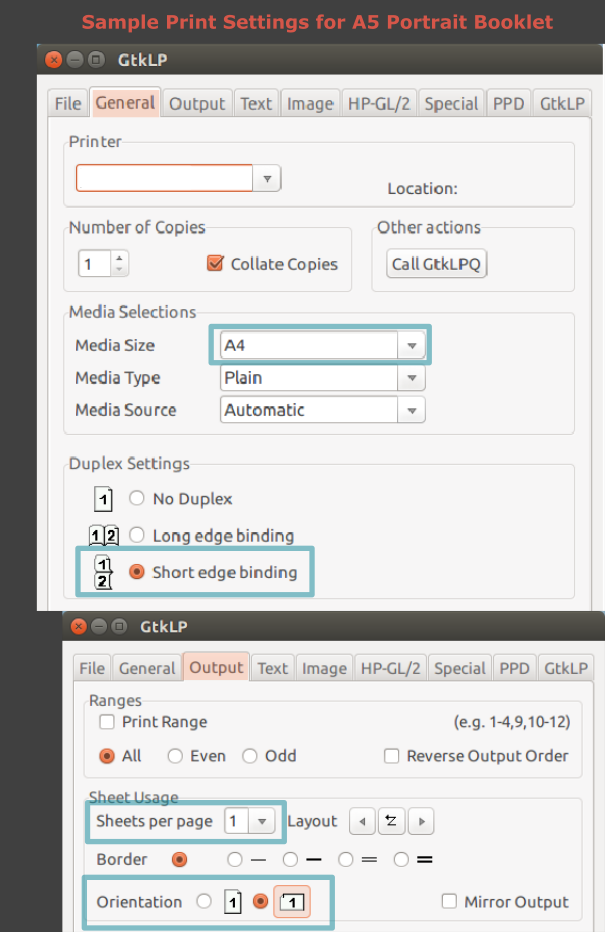 Sample Print Settings for A5 Portrait Booklet
GtkLP
File General Output Text Image HP-GL/2 Special PPD GtkLP
Printer
Location:
Number of Copies Other actions
1 Collate Copies Call GtkLPQ
Media Selections
Media Size A4
Media Type Plain
Media Source Automatic
Duplex Settings
1 No Duplex
1 2 Long edge binding
1
2 Short edge binding
GtkLP
File General Output Text Image HP-GL/2 Special PPD GtkLP
Ranges
Print Range (e.g. 1-4,9,10-12)
All Even Odd Reverse Output Order
Sheet Usage
Sheets per page 1 Layout
Border
Orientation 1 1 Mirror Output